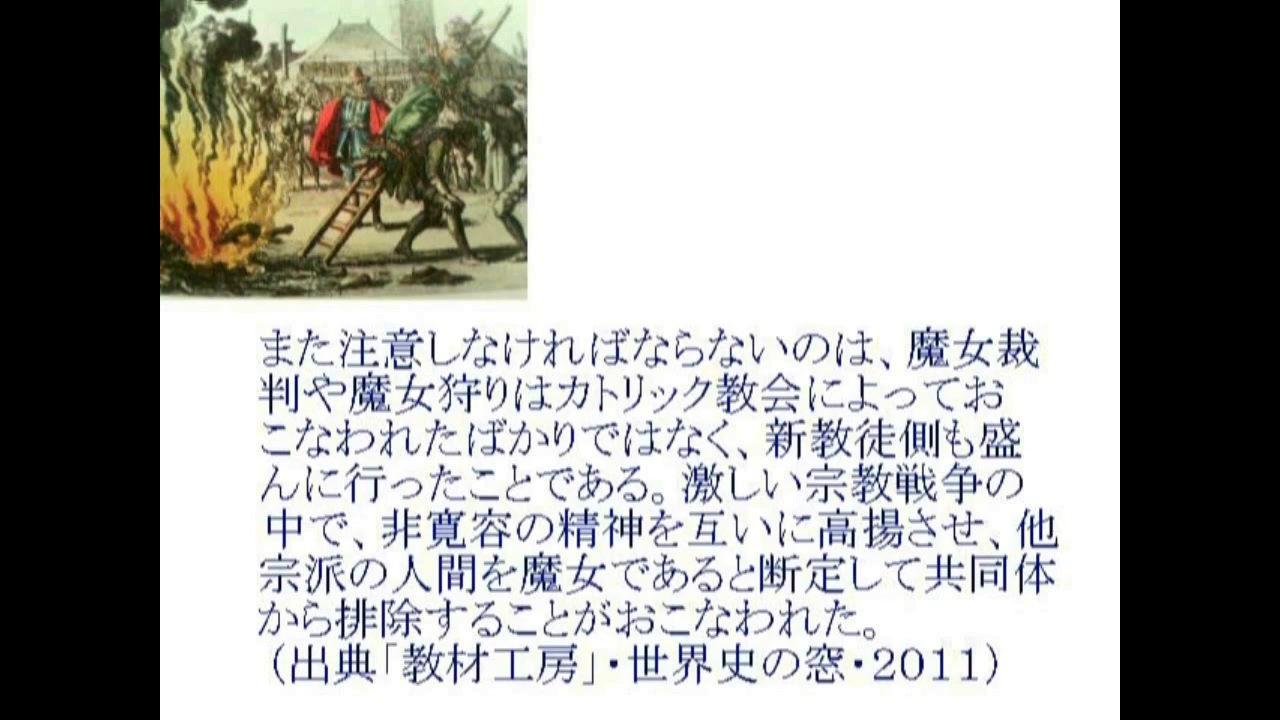 また注意しなければならないのは、魔女裁
判や魔女狩りはカトリック教会によってお
こなわれたばかりではなく、新教徒側も盛
んに行ったことである。激しい宗教戦争の
中で、非寛容の精神を互いに高揚させ、他
宗派の人間を魔女であると断定して共同体
から排除することがおこなわれた。
（出典「教材工房」・世界史の窓・2011）